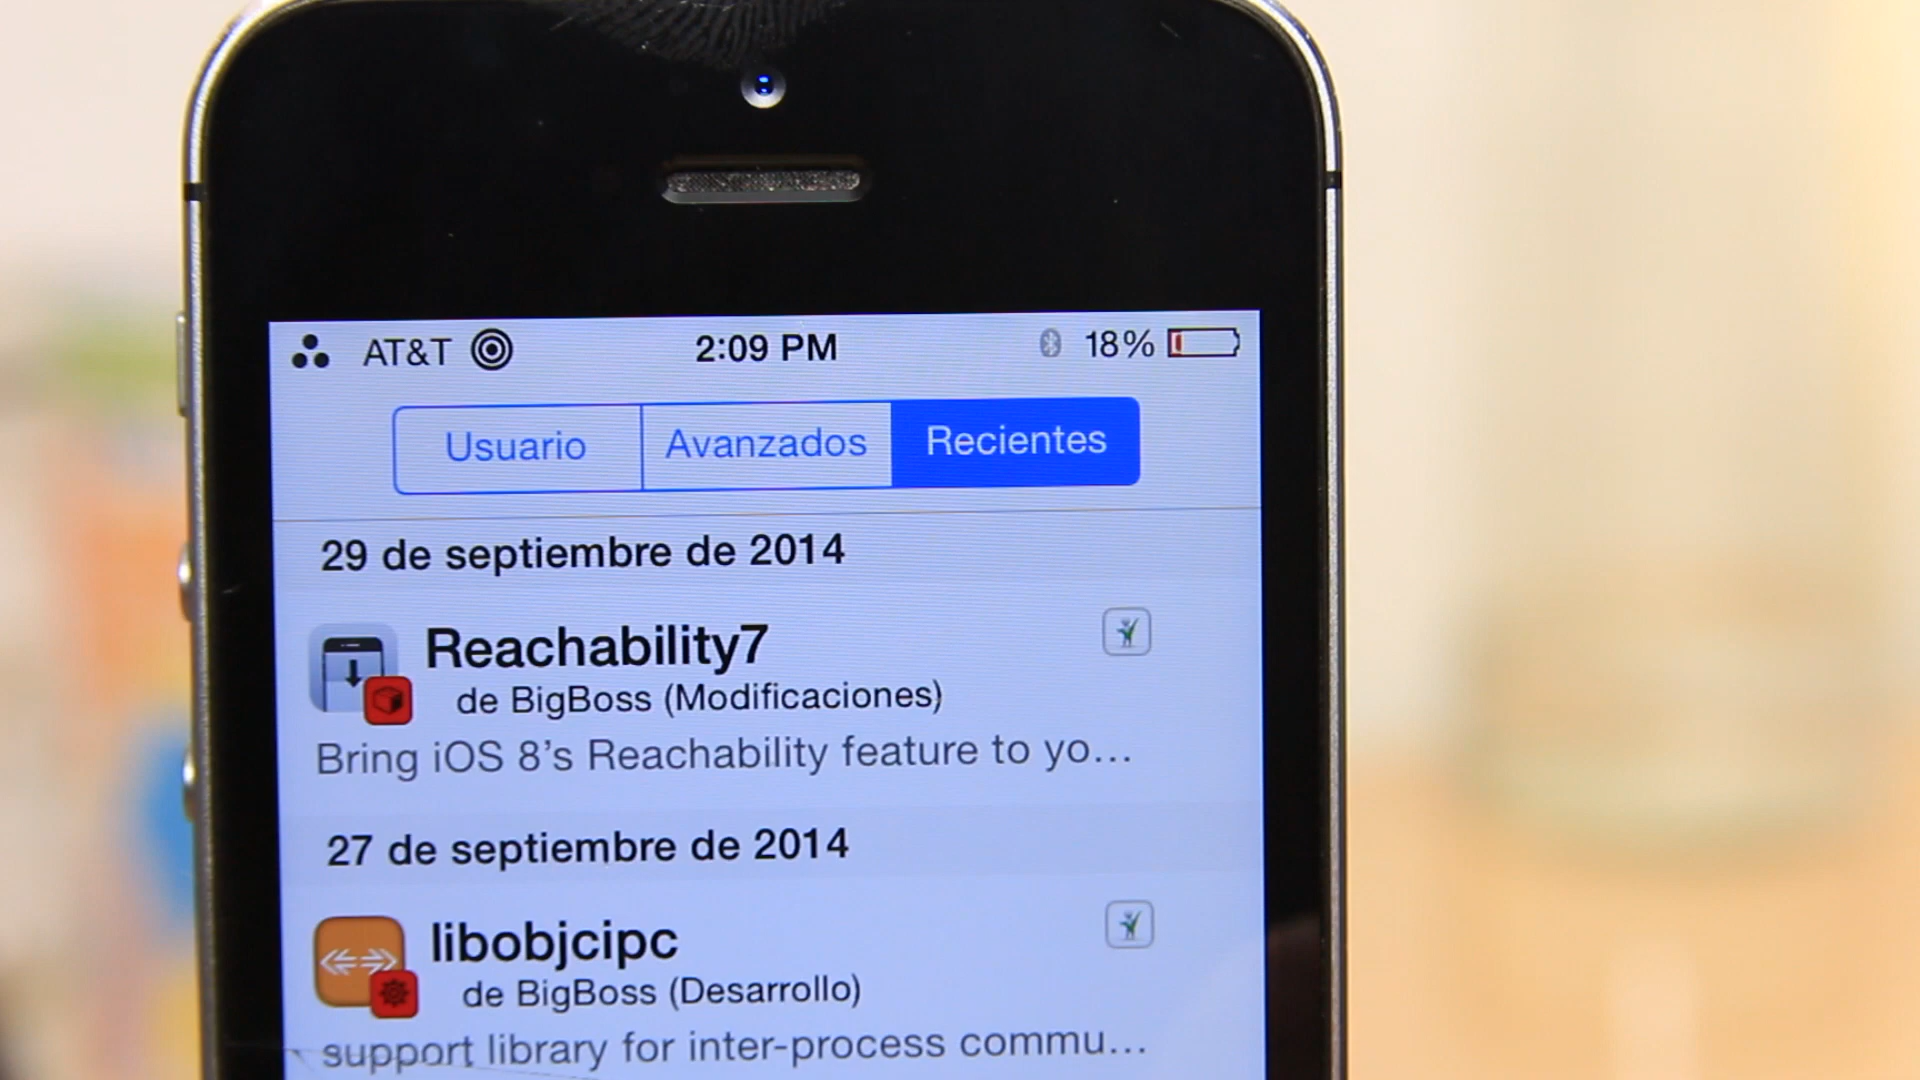 AT&T 2:09 PM 18%
Usuario Avanzados Recientes
29 de septiembre de 2014
Reachability7
de BigBoss (Modificaciones)
Bring iOS 8’s Reachability feature to yo…
27 de septiembre de 2014
libobjcipc
de BigBoss (Desarrollo)
support library for inter-process commu…